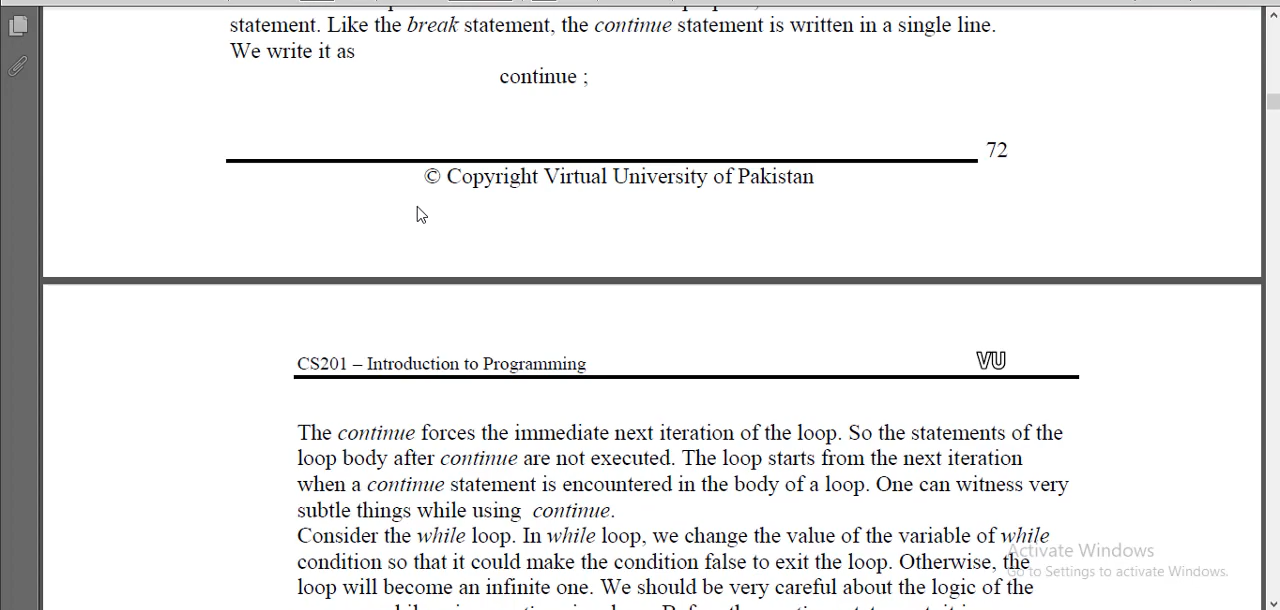 statement. Like the break statement, the continue statement is written in a single line.
We write it as
continue ;
72
© Copyright Virtual University of Pakistan
CS201 – Introduction to Programming
VU
The continue forces the immediate next iteration of the loop. So the statements of the
loop body after continue are not executed. The loop starts from the next iteration
when a continue statement is encountered in the body of a loop. One can witness very
subtle things while using continue.
Consider the while loop. In while loop, we change the value of the variable of while
condition so that it could make the condition false to exit the loop. Otherwise, the
loop will become an infinite one. We should be very careful about the logic of the
Activate Windows
Go to Settings to activate Windows.